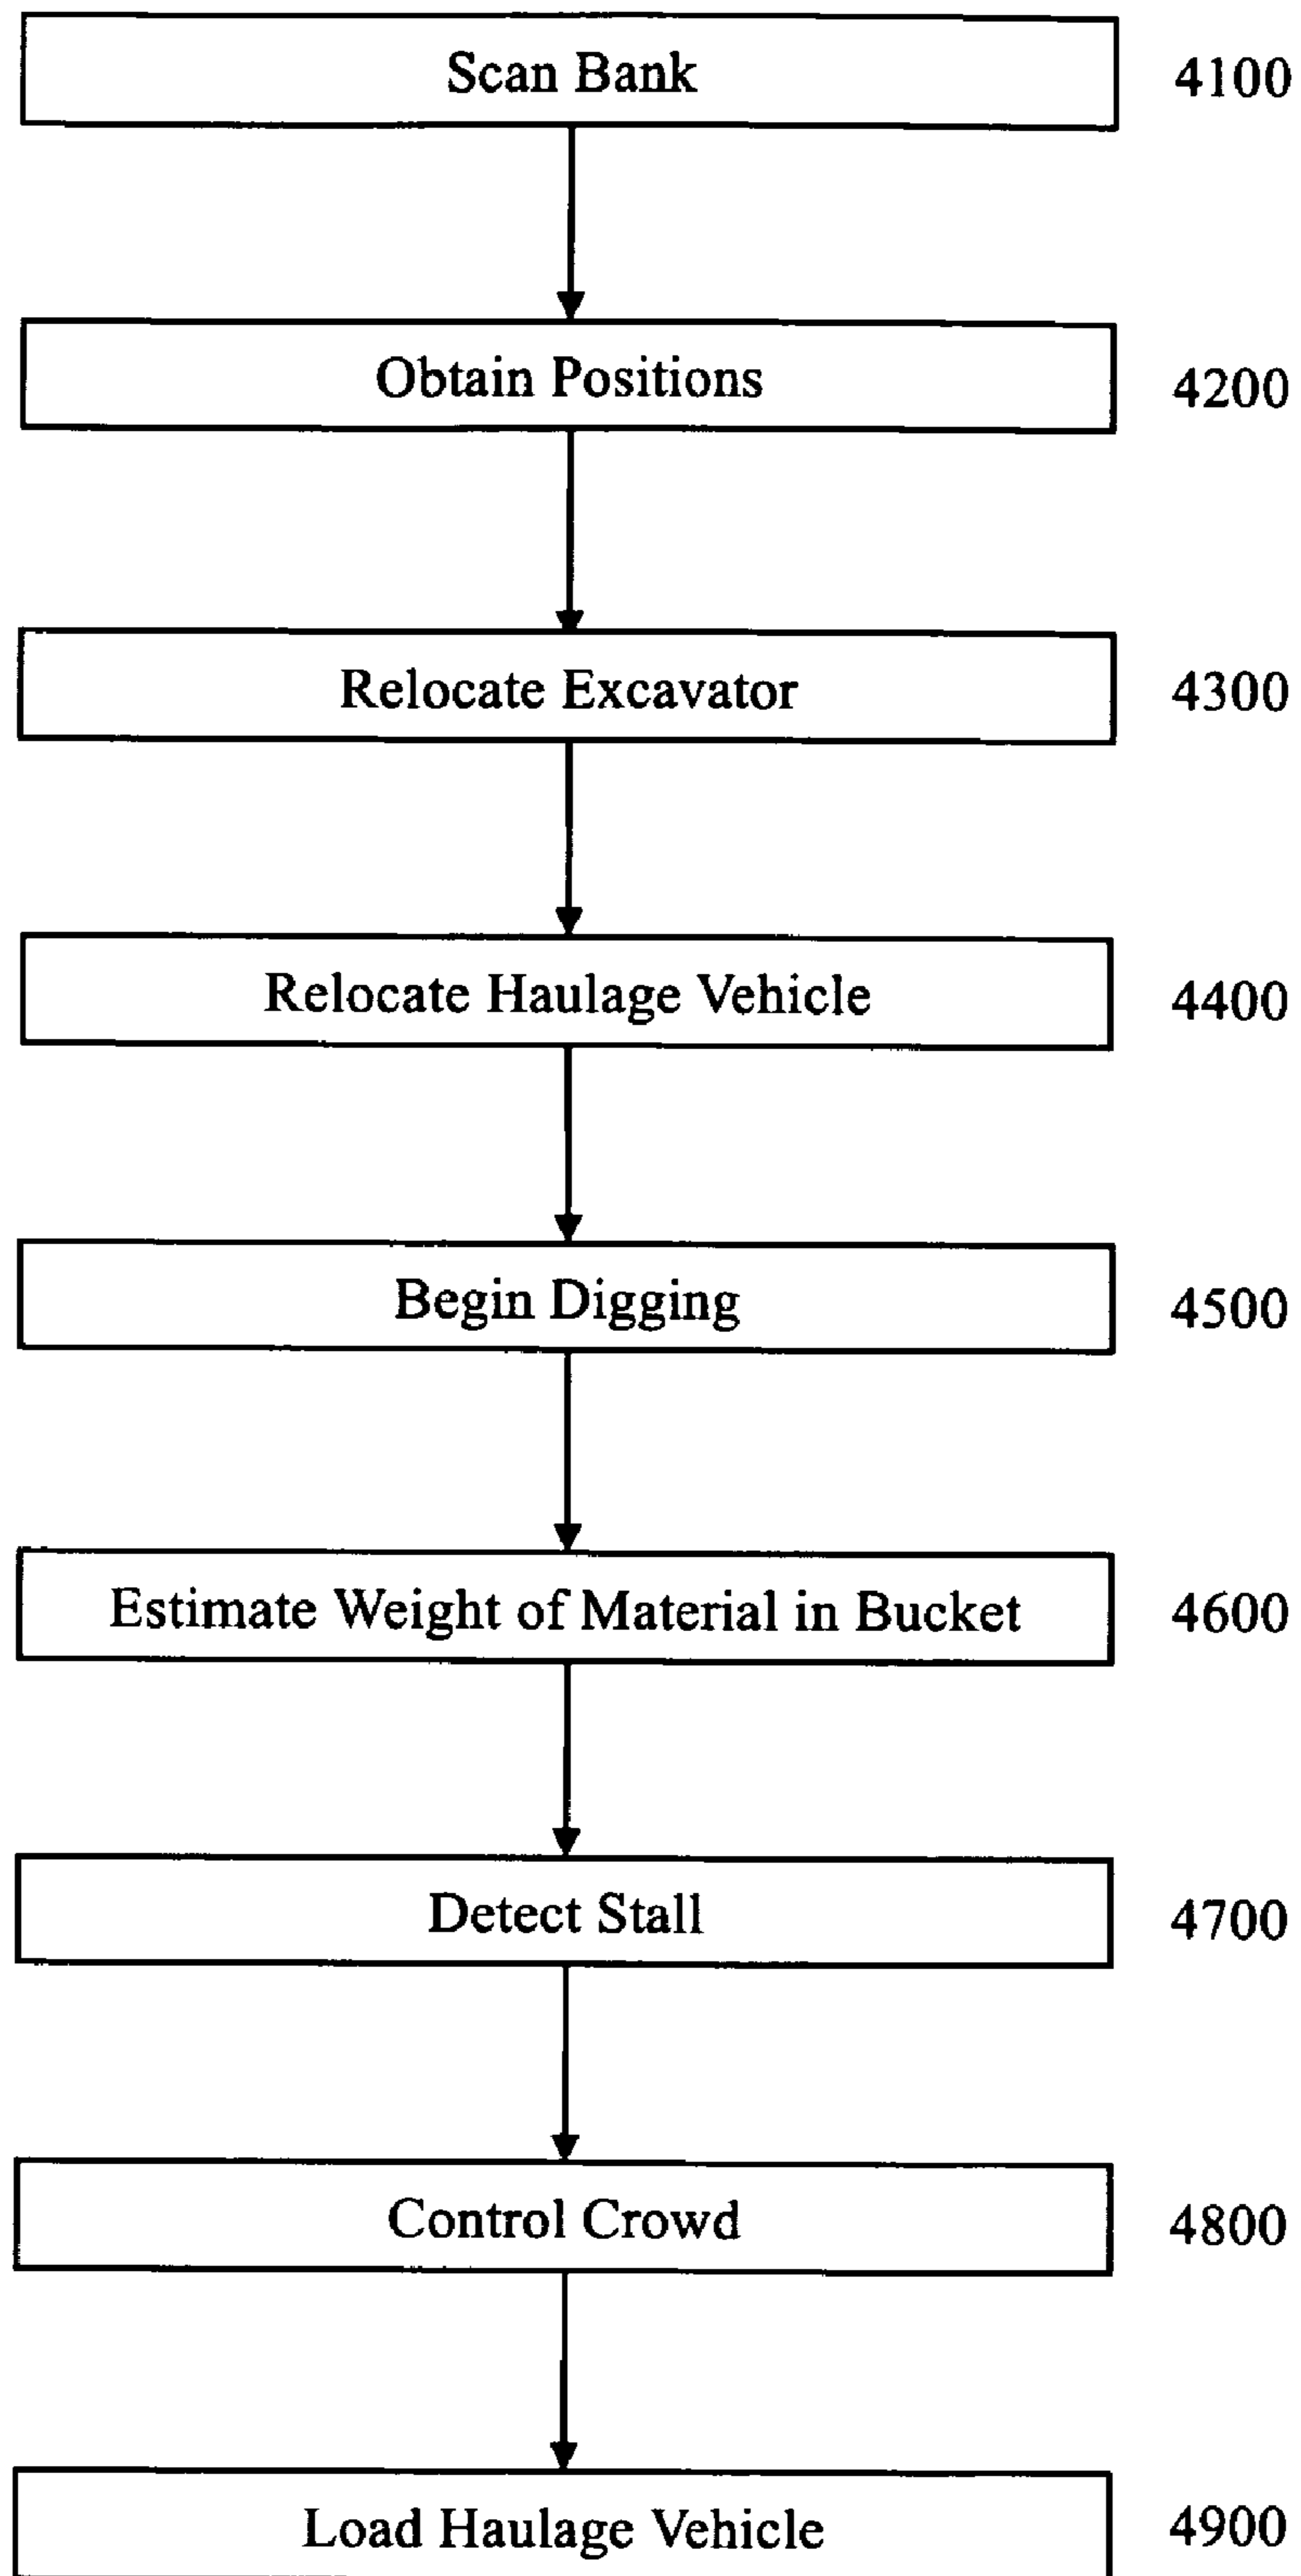 Scan Bank 4100
Obtain Positions 4200
Relocate Excavator 4300
Relocate Haulage Vehicle 4400
Begin Digging 4500
Estimate Weight of Material in Bucket 4600
Detect Stall 4700
Control Crowd 4800
Load Haulage Vehicle 4900